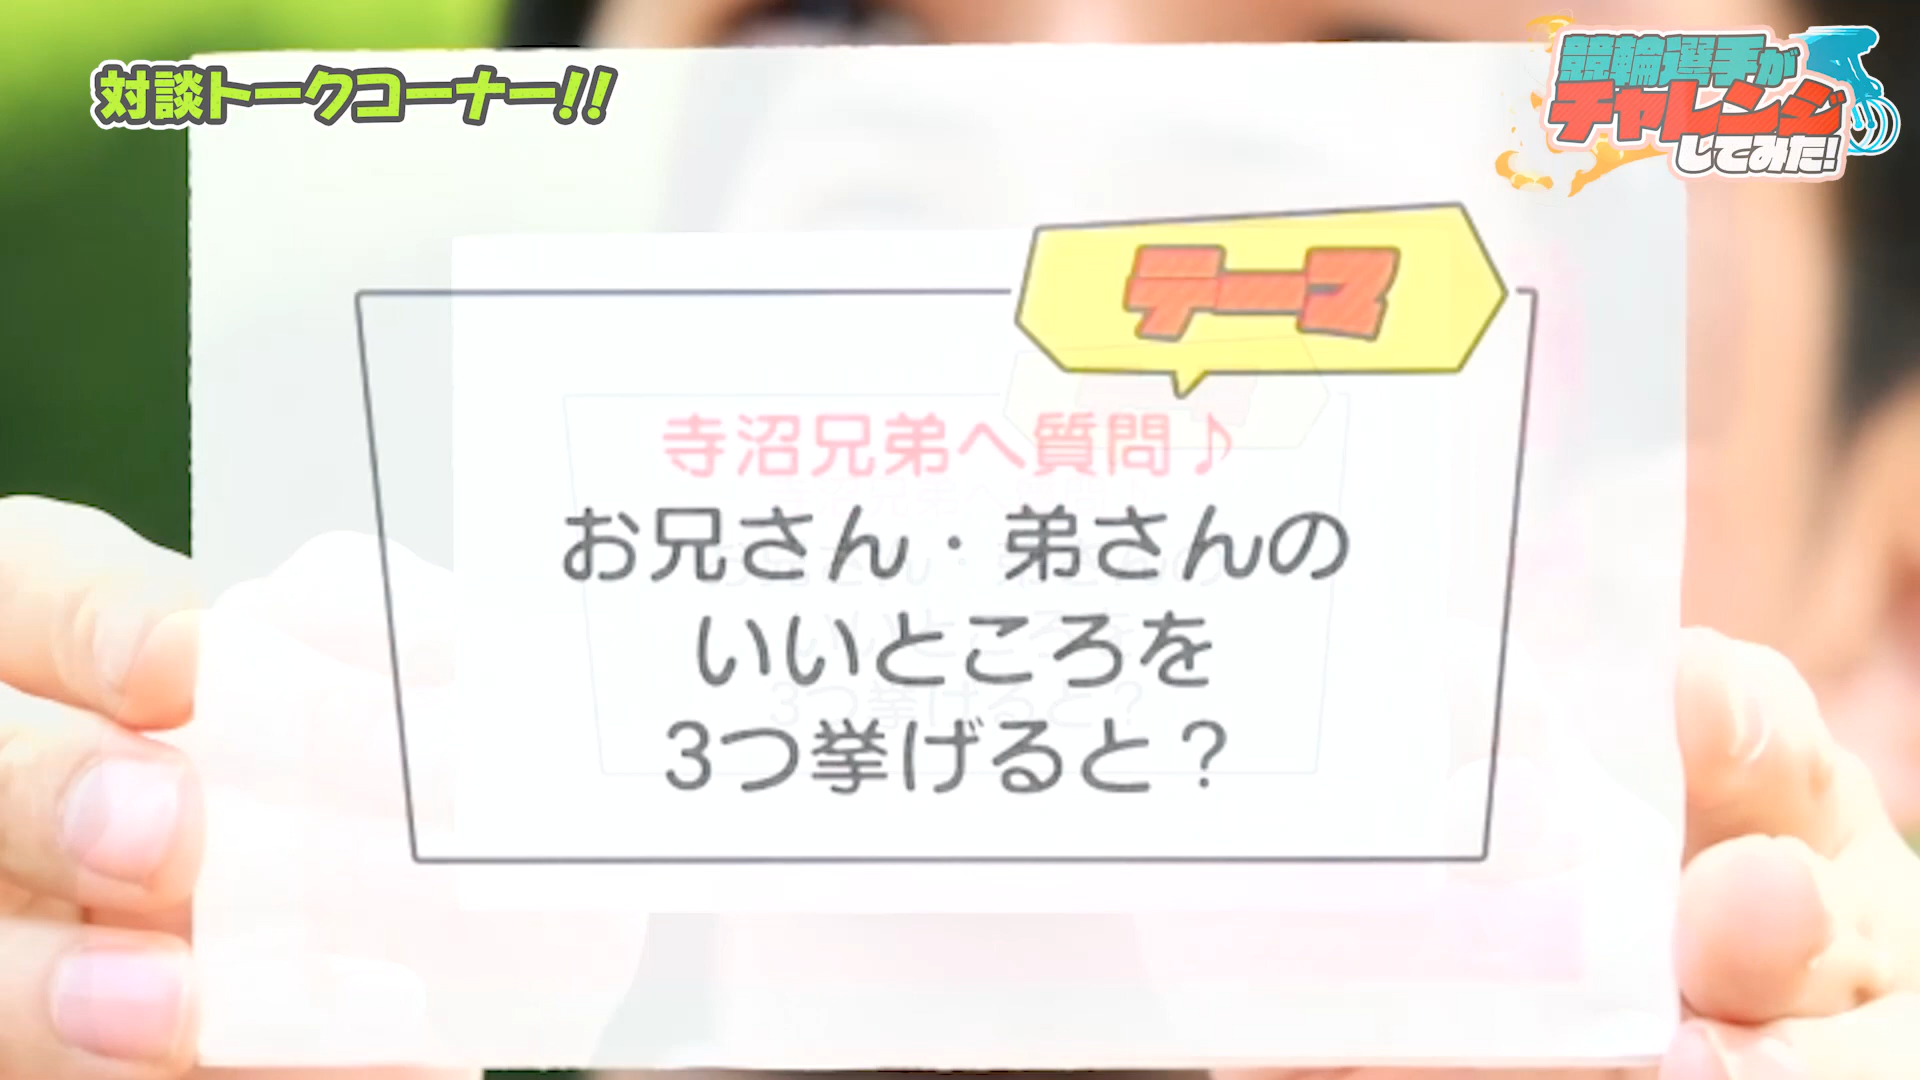 対談トークコーナー!!
競輪選手が
チャレンジ
してみた!
テーマ
寺沼兄弟へ質問♪
お兄さん・弟さんの
いいところを
3つ挙げると？